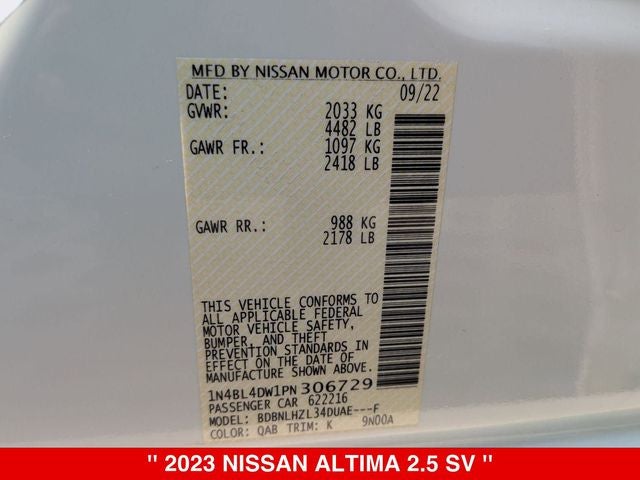 MFD BY NISSAN MOTOR CO., LTD.
DATE: 09/22
GVWR: 2033 KG
4482 LB
GAWR FR.: 1097 KG
2418 LB
GAWR RR.: 988 KG
2178 LB
THIS VEHICLE CONFORMS TO
ALL APPLICABLE FEDERAL
MOTOR VEHICLE SAFETY,
BUMPER, AND THEFT
PREVENTION STANDARDS IN
EFFECT ON THE DATE OF
MANUFACTURE SHOWN ABOVE.
1N4BL4DW1PN306729
PASSENGER CAR 622216
MODEL: BDBNLHZL34DUAE---F
COLOR: QAB TRIM: K 9N00A
" 2023 NISSAN ALTIMA 2.5 SV "